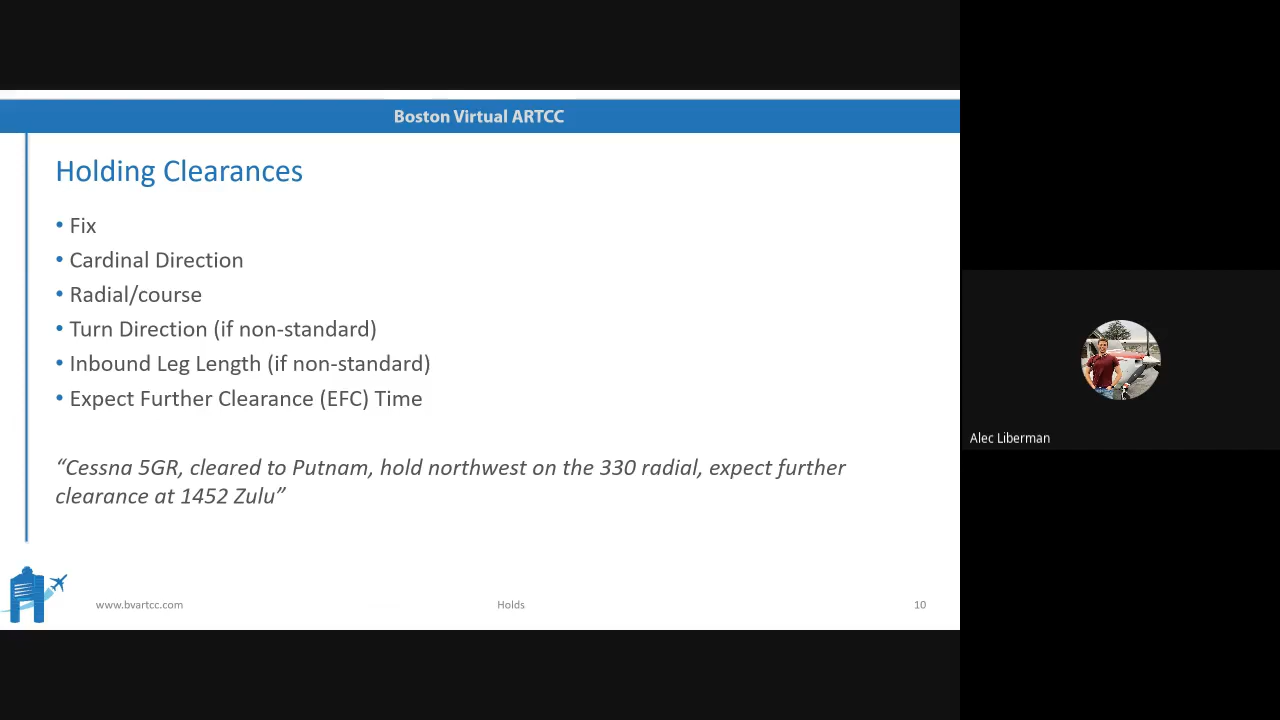 Boston Virtual ARTCC
Holding Clearances
• Fix
• Cardinal Direction
• Radial/course
• Turn Direction (if non-standard)
• Inbound Leg Length (if non-standard)
• Expect Further Clearance (EFC) Time
“Cessna 5GR, cleared to Putnam, hold northwest on the 330 radial, expect further
clearance at 1452 Zulu”
www.bvartcc.com
Holds
10
Alec Liberman